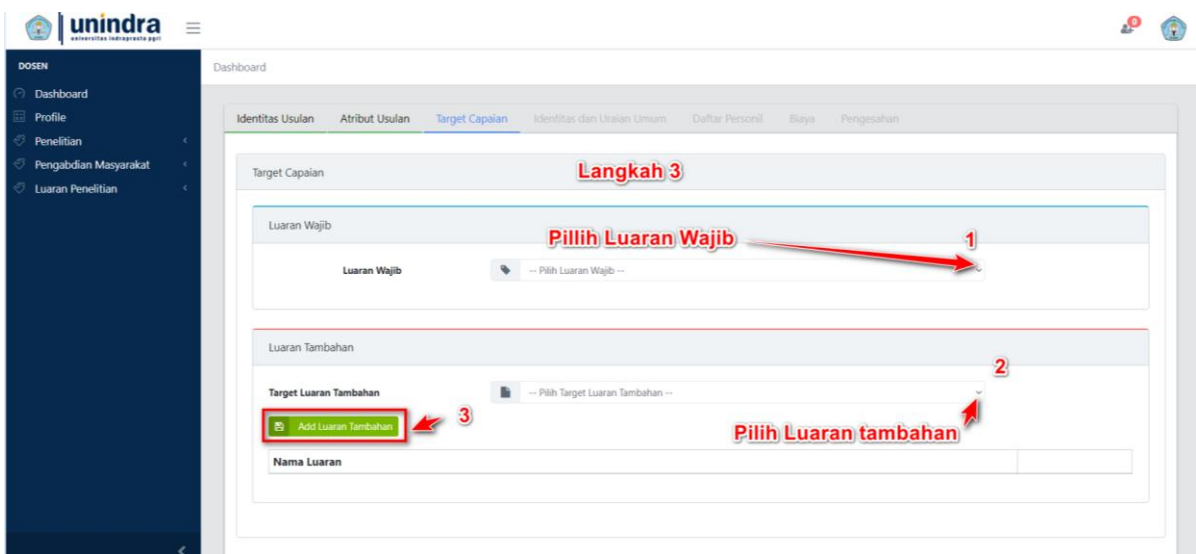 unindra
universitas indraprasta pgri
0
DOSEN
Dashboard
Profile
Penelitian
Pengabdian Masyarakat
Luaran Penelitian
Dashboard
Identitas Usulan Atribut Usulan Target Capaian Identitas dan Uraian Umum Daftar Personil Biaya Pengesahan
Target Capaian
Langkah 3
Luaran Wajib
Pillih Luaran Wajib
1
Luaran Wajib -- Pilih Luaran Wajib --
Luaran Tambahan
2
Target Luaran Tambahan -- Pilih Target Luaran Tambahan --
Add Luaran Tambahan
3
Pilih Luaran tambahan
Nama Luaran